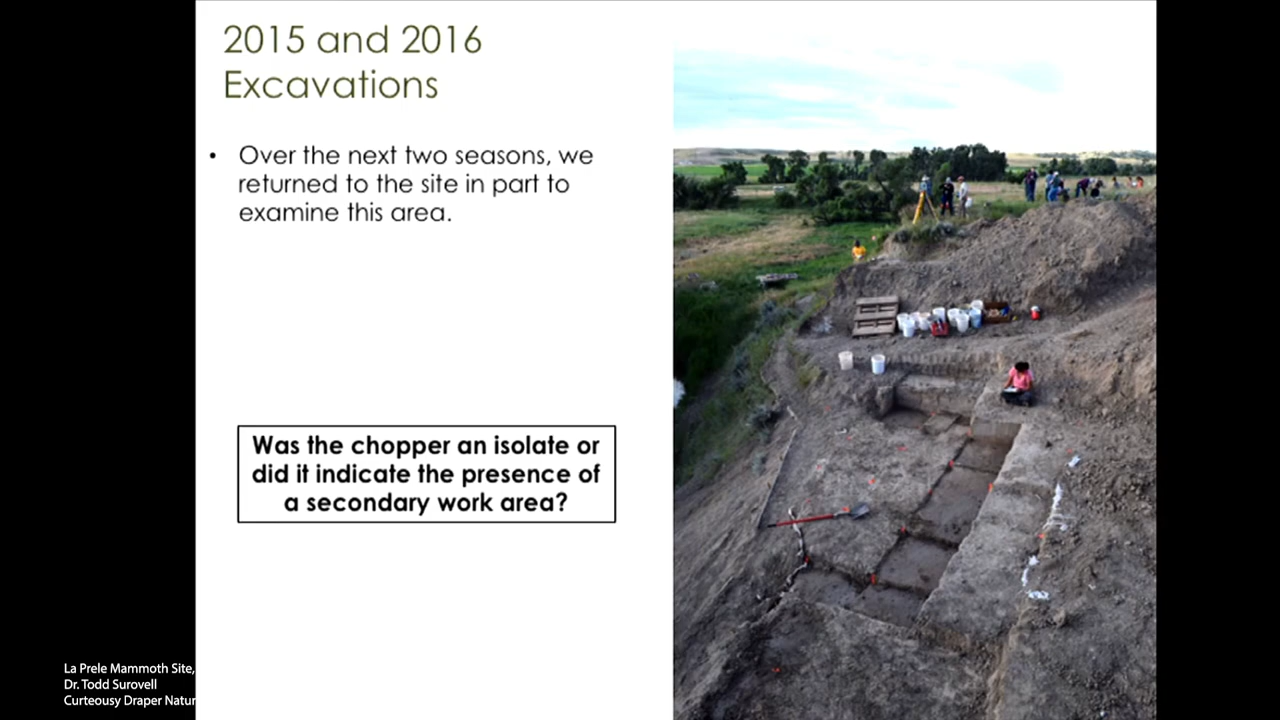 2015 and 2016
Excavations
• Over the next two seasons, we
returned to the site in part to
examine this area.
Was the chopper an isolate or
did it indicate the presence of
a secondary work area?
La Prele Mammoth Site,
Dr. Todd Surovell
Curteousy Draper Natur